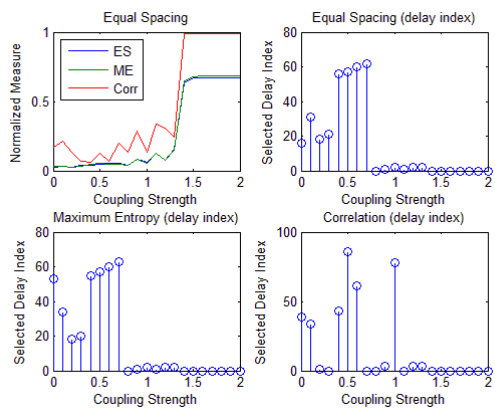 Equal Spacing
Normalized Measure
1
0.5
0
ES
ME
Corr
0 0.5 1 1.5 2
Coupling Strength
Equal Spacing (delay index)
Selected Delay Index
80
60
40
20
0
0 0.5 1 1.5 2
Coupling Strength
Maximum Entropy (delay index)
Selected Delay Index
80
60
40
20
0
0 0.5 1 1.5 2
Coupling Strength
Correlation (delay index)
Selected Delay Index
100
50
0
0 0.5 1 1.5 2
Coupling Strength